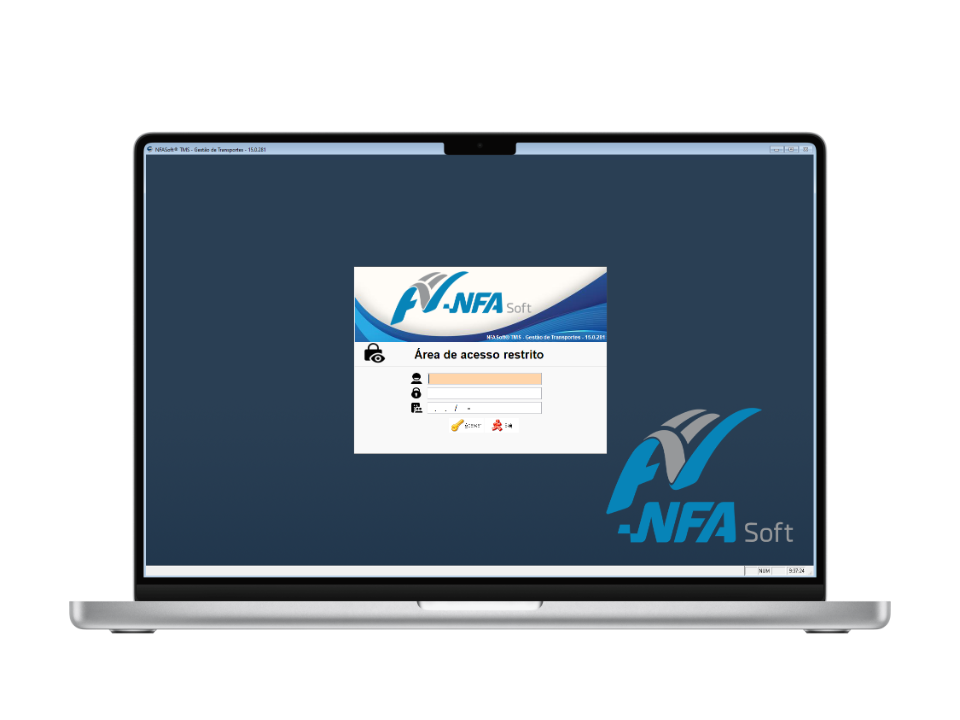 NFASoft® TMS - Gestão de Transportes - 15.0.281
-NFA Soft
NFASoft® TMS - Gestão de Transportes - 15.0.281
Área de acesso restrito
. . / -
-NFA Soft
NUM 9:37:24